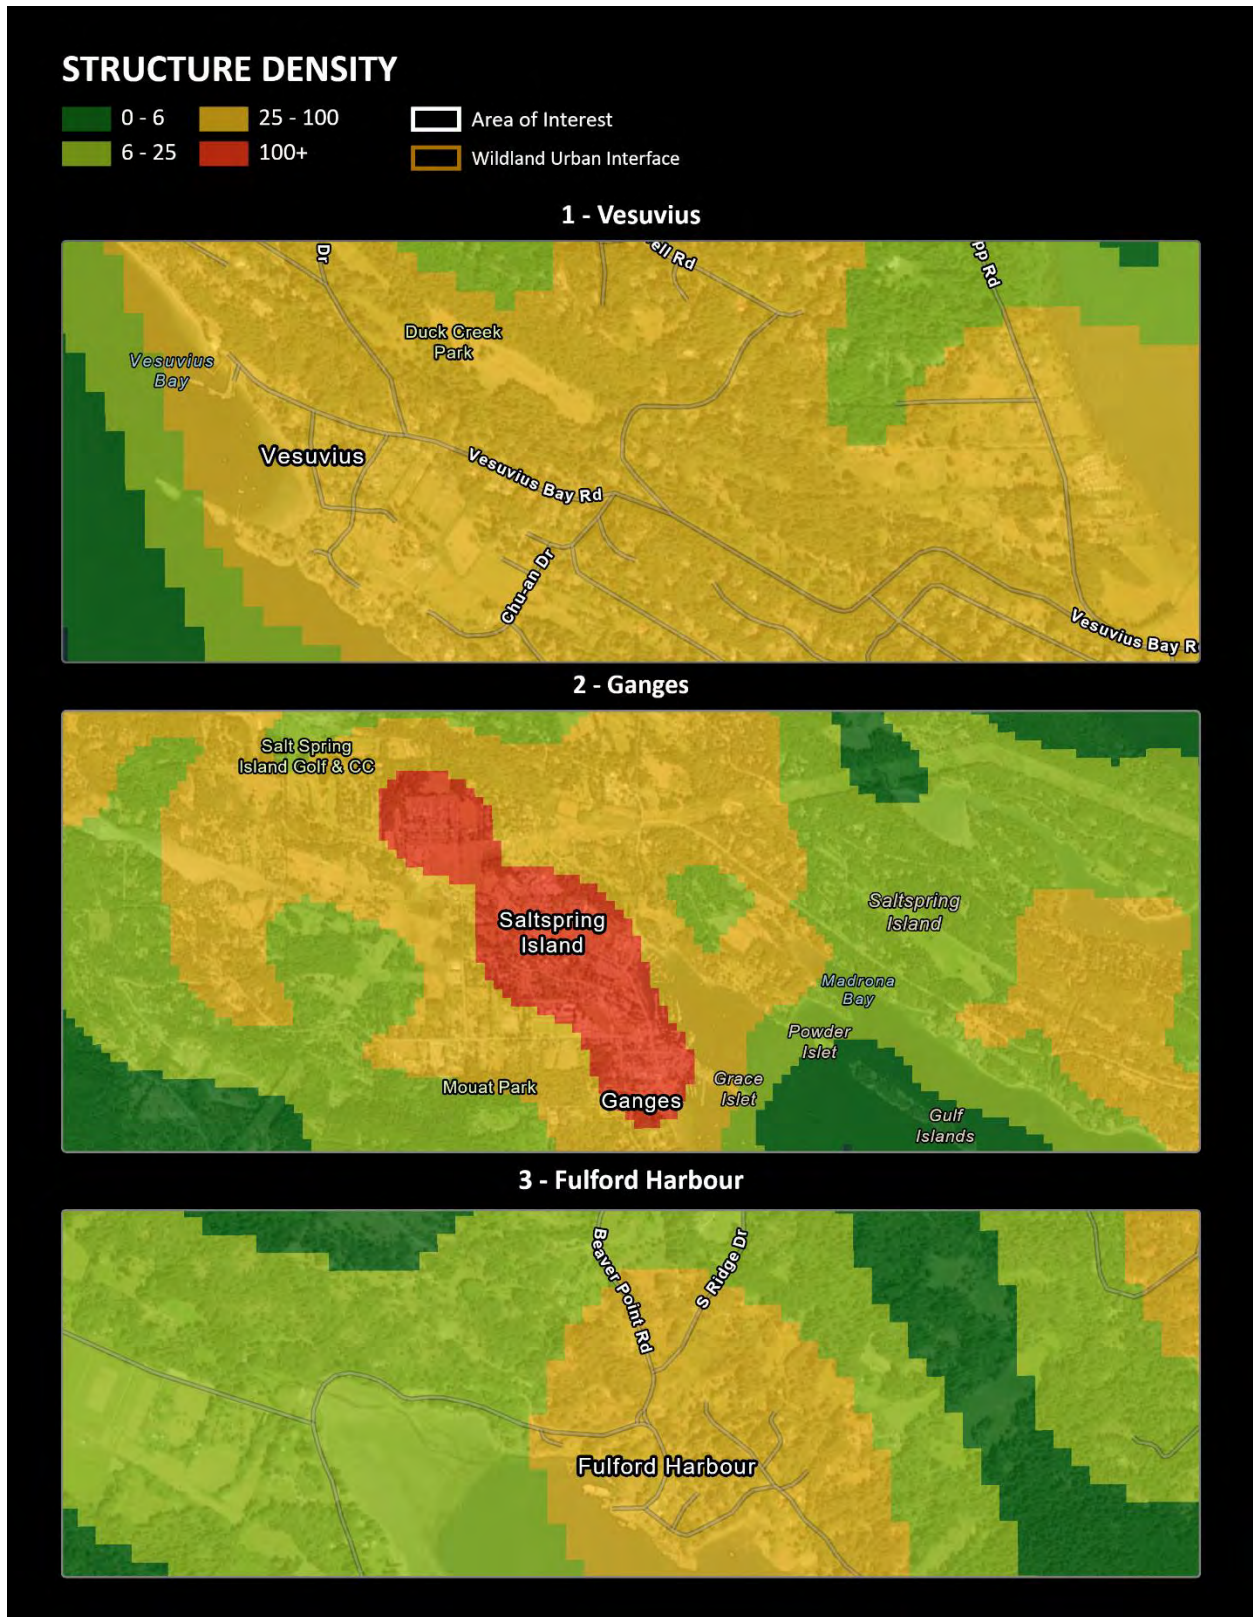 STRUCTURE DENSITY
0 - 6
25 - 100
Area of Interest
6 - 25
100+
Wildland Urban Interface
1 - Vesuvius
Dr
ell Rd
pp Rd
Duck Creek
Park
Vesuvius
Bay
Vesuvius
Vesuvius Bay Rd
Chu-an Dr
Vesuvius Bay R
2 - Ganges
Salt Spring
Island Golf & CC
Saltspring
Island
Saltspring
Island
Madrona
Bay
Powder
Islet
Mouat Park
Grace
Islet
Ganges
Gulf
Islands
3 - Fulford Harbour
Beaver Point Rd
S Ridge Dr
Fulford Harbour